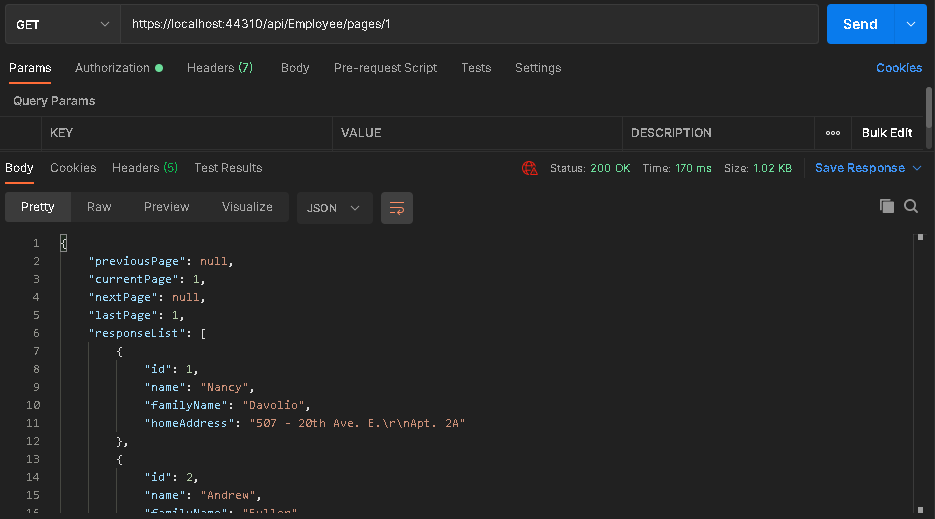 GET https://localhost:44310/api/Employee/pages/1 Send
Params Authorization Headers (7) Body Pre-request Script Tests Settings Cookies
Query Params
KEY VALUE DESCRIPTION ooo Bulk Edit
Body Cookies Headers (5) Test Results Status: 200 OK Time: 170 ms Size: 1.02 KB Save Response
Pretty Raw Preview Visualize JSON
1 {
2 "previousPage": null,
3 "currentPage": 1,
4 "nextPage": null,
5 "lastPage": 1,
6 "responseList": [
7 {
8 "id": 1,
9 "name": "Nancy",
10 "familyName": "Davolio",
11 "homeAddress": "507 - 20th Ave. E.\r\nApt. 2A"
12 },
13 {
14 "id": 2,
15 "name": "Andrew",
16 "familyName": "Fuller"